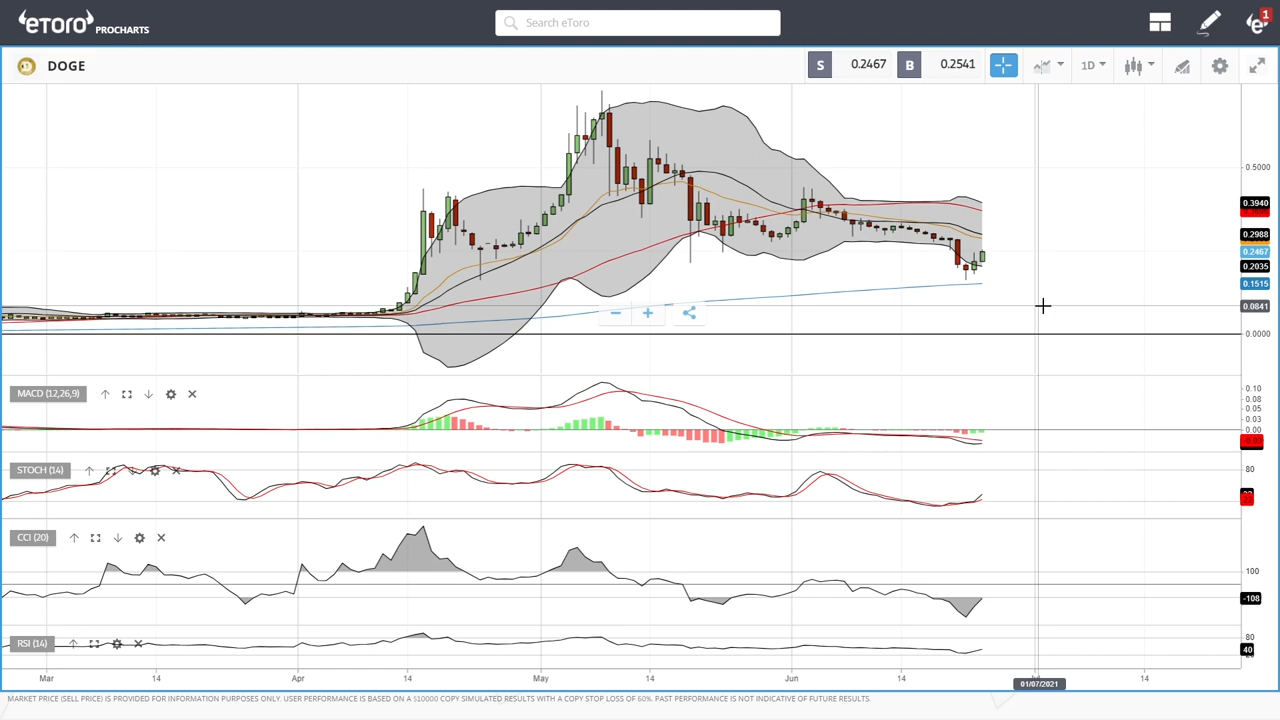 eToro PROCHARTS
Search eToro
1
DOGE
S 0.2467 B 0.2541
1D
0.5000
0.3940
0.2988
0.2467
0.2035
0.1515
0.0841
0.0000
MACD (12,26,9)
0.10
0.08
0.05
0.03
0.00
STOCH (14)
80
CCI (20)
100
-108
RSI (14)
80
40
Mar 14 Apr 14 May 14 Jun 14 14
01/07/2021
MARKET PRICE (SELL PRICE) IS PROVIDED FOR INFORMATION PURPOSES ONLY. USER PERFORMANCE IS BASED ON A $10000 COPY SIMULATED RESULTS WITH A COPY STOP LOSS OF 60%. PAST PERFORMANCE IS NOT INDICATIVE OF FUTURE RESULTS.